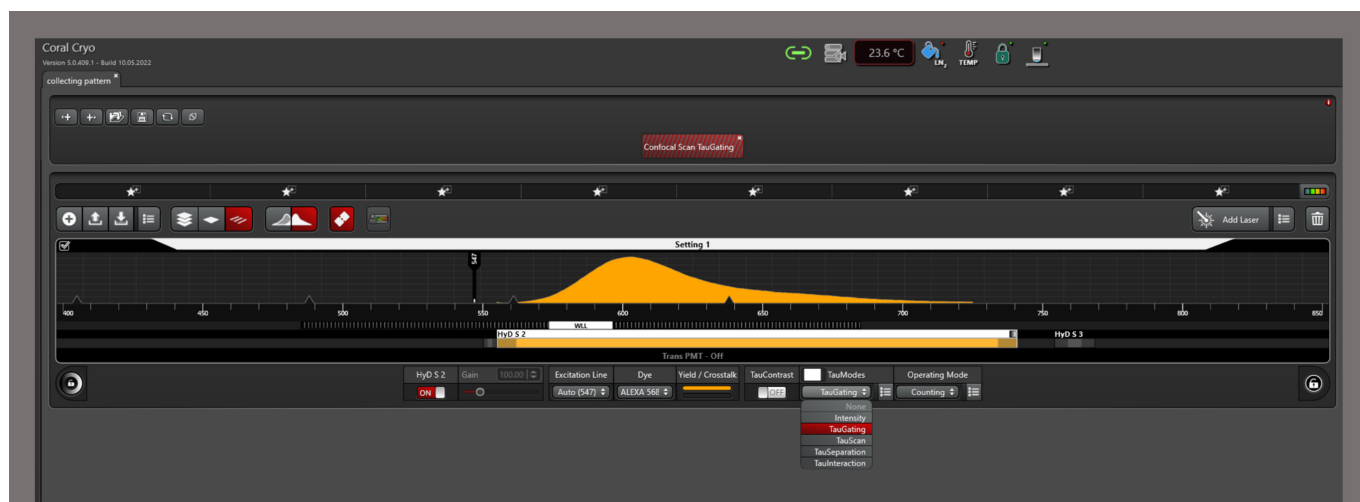 Coral Cryo
Version 5.0.409.1 - Build 10.05.2022
23.6 °C
LN2 TEMP
collecting pattern
Confocal Scan TauGating
Add Laser
Setting 1
547
400 450 500 550 600 650 700 750 800 850
WLL
HyD S 2 HyD S 3
Trans PMT - Off
HyD S 2 Gain 100.00 Excitation Line Dye Yield / Crosstalk TauContrast TauModes Operating Mode
ON Auto (547) ALEXA 568 OFF TauGating Counting
None
Intensity
TauGating
TauScan
TauSeparation
TauInteraction